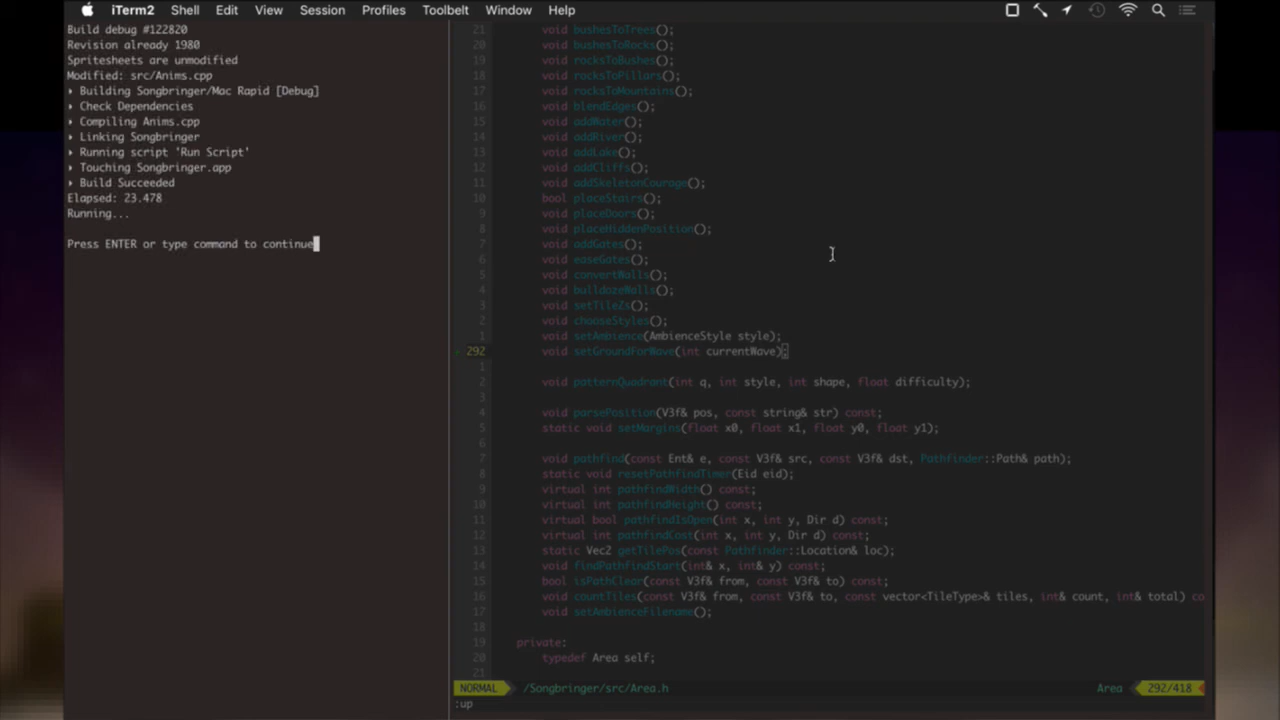 iTerm2 Shell Edit View Session Profiles Toolbelt Window Help
Build debug #122820
Revision already 1980
Spritesheets are unmodified
Modified: src/Anims.cpp
▸ Building Songbringer/Mac Rapid [Debug]
▸ Check Dependencies
▸ Compiling Anims.cpp
▸ Linking Songbringer
▸ Running script 'Run Script'
▸ Touching Songbringer.app
▸ Build Succeeded
Elapsed: 23.478
Running...
Press ENTER or type command to continue
21 void bushesToTrees();
20 void bushesToRocks();
19 void rocksToBushes();
18 void rocksToPillars();
17 void rocksToMountains();
16 void blendEdges();
15 void addWater();
14 void addRiver();
13 void addLake();
12 void addCliffs();
11 void addSkeletonCourage();
10 bool placeStairs();
9 void placeDoors();
8 void placeHiddenPosition();
7 void addGates();
6 void easeGates();
5 void convertWalls();
4 void bulldozeWalls();
3 void setTileZs();
2 void chooseStyles();
1 void setAmbience(AmbienceStyle style);
292 void setGroundForWave(int currentWave);
1
2 void patternQuadrant(int q, int style, int shape, float difficulty);
3
4 void parsePosition(V3f& pos, const string& str) const;
5 static void setMargins(float x0, float x1, float y0, float y1);
6
7 void pathfind(const Ent& e, const V3f& src, const V3f& dst, Pathfinder::Path& path);
8 static void resetPathfindTimer(Eid eid);
9 virtual int pathfindWidth() const;
10 virtual int pathfindHeight() const;
11 virtual bool pathfindIsOpen(int x, int y, Dir d) const;
12 virtual int pathfindCost(int x, int y, Dir d) const;
13 static Vec2 getTilePos(const Pathfinder::Location& loc);
14 void findPathfindStart(int& x, int& y) const;
15 bool isPathClear(const V3f& from, const V3f& to) const;
16 void countTiles(const V3f& from, const V3f& to, const vector<TileType>& tiles, int& count, int& total) co
17 void setAmbienceFilename();
18
19 private:
20 typedef Area self;
21
NORMAL /Songbringer/src/Area.h Area 292/418
:up